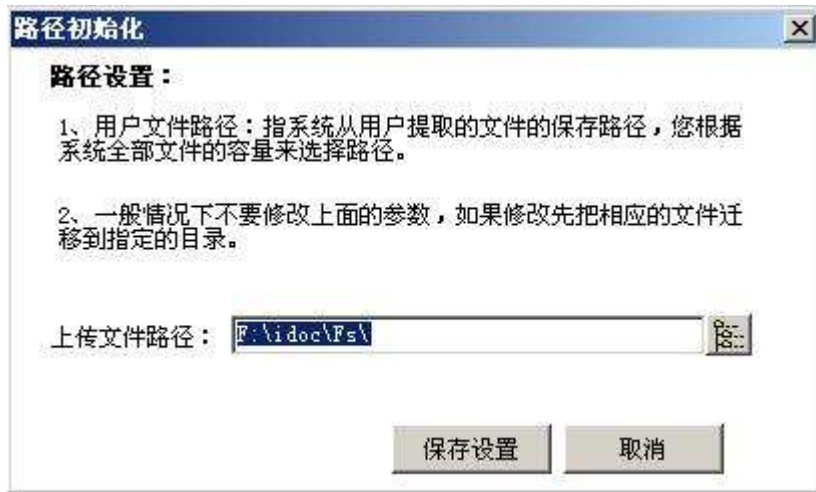 路径初始化
路径设置：
1、用户文件路径：指系统从用户提取的文件的保存路径，您根据
系统全部文件的容量来选择路径。
2、一般情况下不要修改上面的参数，如果修改先把相应的文件迁
移到指定的目录。
上传文件路径： F:\idoc\Fs\
保存设置 取消